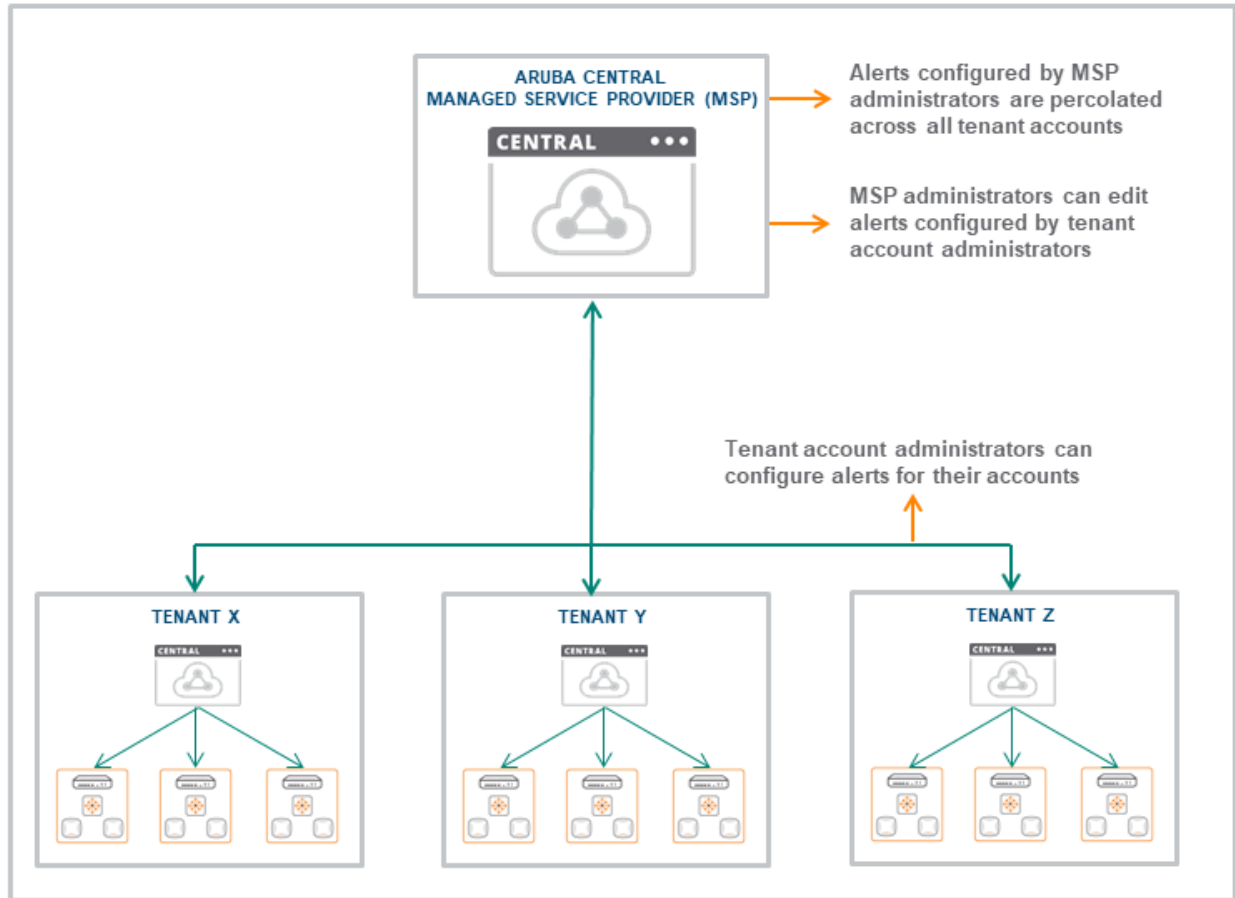 ARUBA CENTRAL
MANAGED SERVICE PROVIDER (MSP)
CENTRAL
Alerts configured by MSP
administrators are percolated
across all tenant accounts
MSP administrators can edit
alerts configured by tenant
account administrators
Tenant account administrators can
configure alerts for their accounts
TENANT X
CENTRAL
TENANT Y
CENTRAL
TENANT Z
CENTRAL